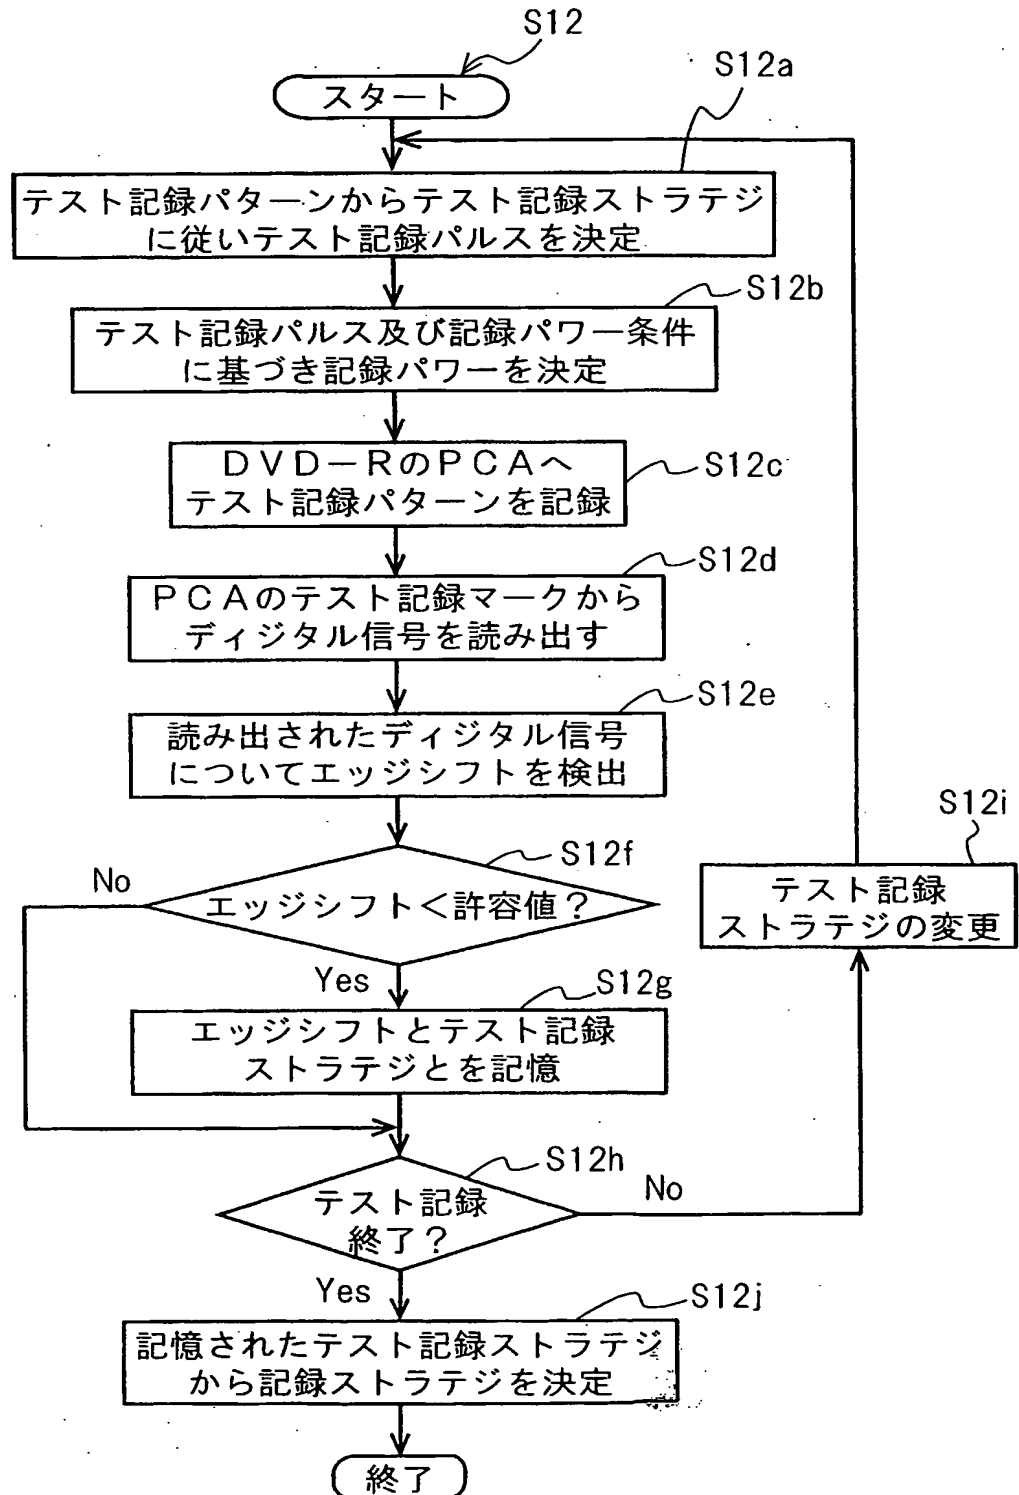 S12
スタート
S12a
テスト記録パターンからテスト記録ストラテジ
に従いテスト記録パルスを決定
S12b
テスト記録パルス及び記録パワー条件
に基づき記録パワーを決定
DVD－RのPCAへ
テスト記録パターンを記録
S12c
S12d
PCAのテスト記録マークから
ディジタル信号を読み出す
S12e
読み出されたディジタル信号
についてエッジシフトを検出
S12f
No
エッジシフト＜許容値？
Yes
S12g
エッジシフトとテスト記録
ストラテジとを記憶
S12h
テスト記録
終了？
No
S12i
テスト記録
ストラテジの変更
Yes
S12j
記憶されたテスト記録ストラテジ
から記録ストラテジを決定
終了